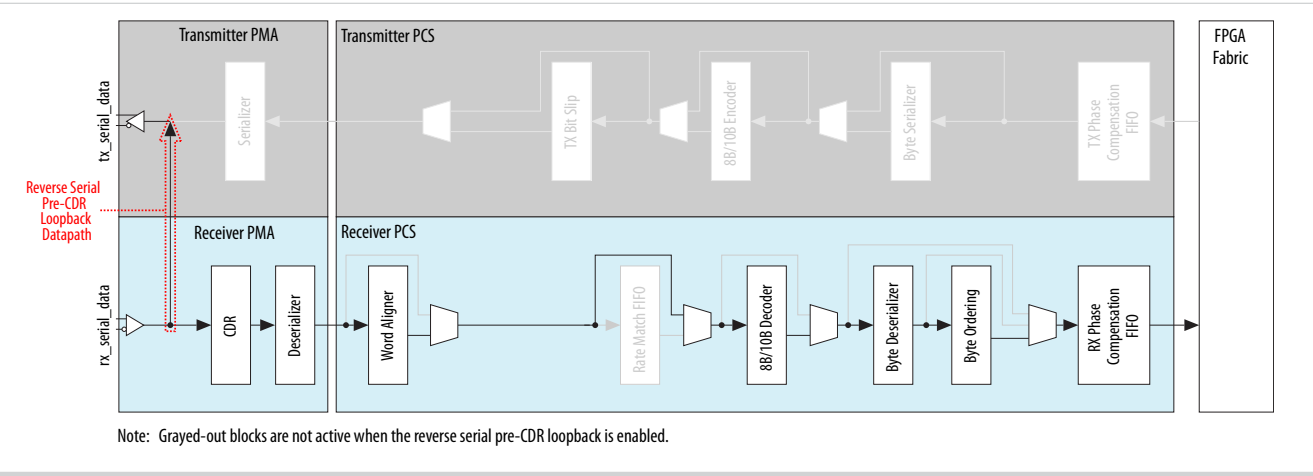 Transmitter PMA
Transmitter PCS
FPGA
Fabric
tx_serial_data
Serializer
TX Bit Slip
8B/10B Encoder
Byte Serializer
TX Phase
Compensation
FIFO
Reverse Serial
Pre-CDR
Loopback
Datapath
Receiver PMA
Receiver PCS
rx_serial_data
CDR
Deserializer
Word Aligner
Rate Match FIFO
8B/10B Decoder
Byte Deserializer
Byte Ordering
RX Phase
Compensation
FIFO
Note: Grayed-out blocks are not active when the reverse serial pre-CDR loopback is enabled.